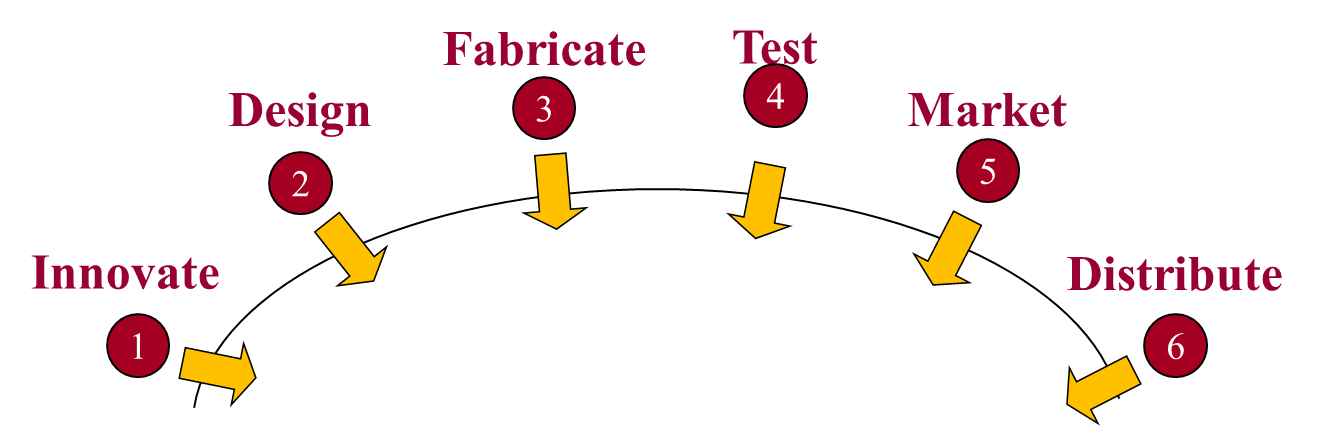 Innovate
1
Design
2
Fabricate
3
Test
4
Market
5
Distribute
6